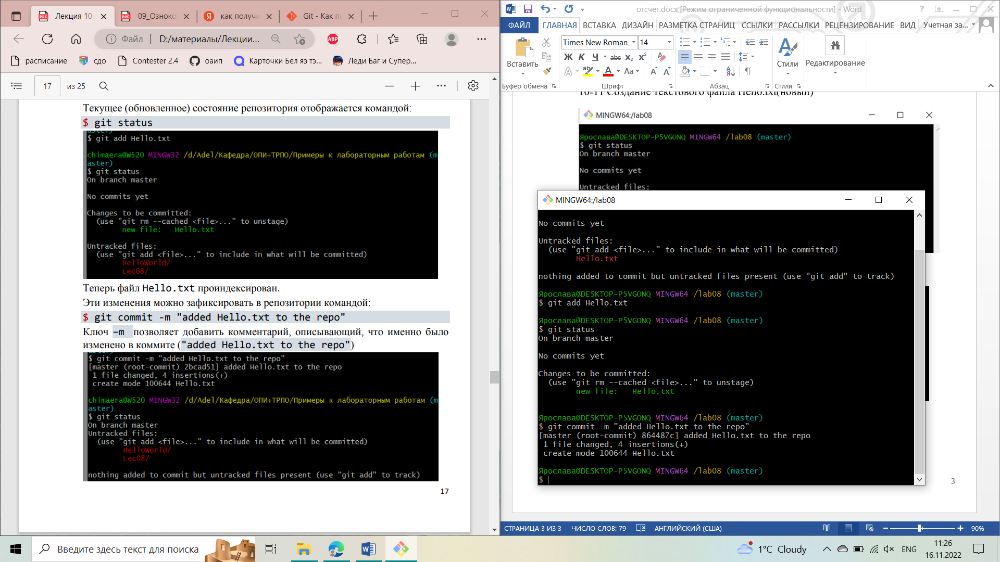 Лекция 10.
09_Озноко
как получи
Git - Как по
Файл
D:/материалы/Лекции...
ABP
расписание
сдо
Contester 2.4
оаип
Карточки Бел яз тэ...
Леди Баг и Супер...
17
из 25
Текущее (обновленное) состояние репозитория отображается командой:
$ git status
aster)
$ git add Hello.txt
chimaera@W520 MINGW32 /d/Adel/Кафедра/ОПИ+ТРПО/Примеры к лабораторным работам (m
aster)
$ git status
On branch master
No commits yet
Changes to be committed:
(use "git rm --cached <file>..." to unstage)
new file:   Hello.txt
Untracked files:
(use "git add <file>..." to include in what will be committed)
HelloWorld/
Lec08/
Теперь файл Hello.txt проиндексирован.
Эти изменения можно зафиксировать в репозитории командой:
$ git commit -m "added Hello.txt to the repo"
Ключ -m позволяет добавить комментарий, описывающий, что именно было
изменено в коммите ("added Hello.txt to the repo")
$ git commit -m "added Hello.txt to the repo"
[master (root-commit) 2bcad51] added Hello.txt to the repo
1 file changed, 4 insertions(+)
create mode 100644 Hello.txt
chimaera@W520 MINGW32 /d/Adel/Кафедра/ОПИ+ТРПО/Примеры к лабораторным работам (m
aster)
$ git status
On branch master
Untracked files:
(use "git add <file>..." to include in what will be committed)
HelloWorld/
Lec08/
nothing added to commit but untracked files present (use "git add" to track)
17
отсчёт.docx [Режим ограниченной функциональности] - Word
ФАЙЛ ГЛАВНАЯ ВСТАВКА ДИЗАЙН РАЗМЕТКА СТРАНИЦ ССЫЛКИ РАССЫЛКИ РЕЦЕНЗИРОВАНИЕ ВИД Учетная за...
Вставить
Times New Roman 14
Ж К Ч abc x₂ x²
А ab А Aa А А
Стили
Редактирование
Буфер обмена Шрифт Абзац Стили
10-11 Создание текстового файла Hello.txt(новый)
MINGW64:/lab08
Ярослава@DESKTOP-P5VGONQ MINGW64 /lab08 (master)
$ git status
On branch master
No commits yet
Untracked files:
MINGW64:/lab08
No commits yet
Untracked files:
(use "git add <file>..." to include in what will be committed)
Hello.txt
nothing added to commit but untracked files present (use "git add" to track)
Ярослава@DESKTOP-P5VGONQ MINGW64 /lab08 (master)
$ git add Hello.txt
Ярослава@DESKTOP-P5VGONQ MINGW64 /lab08 (master)
$ git status
On branch master
No commits yet
Changes to be committed:
(use "git rm --cached <file>..." to unstage)
new file:   Hello.txt
Ярослава@DESKTOP-P5VGONQ MINGW64 /lab08 (master)
$ git commit -m "added Hello.txt to the repo"
[master (root-commit) 864487c] added Hello.txt to the repo
1 file changed, 4 insertions(+)
create mode 100644 Hello.txt
Ярослава@DESKTOP-P5VGONQ MINGW64 /lab08 (master)
$
3
СТРАНИЦА 3 ИЗ 3 ЧИСЛО СЛОВ: 79 АНГЛИЙСКИЙ (США) 90%
Введите здесь текст для поиска
1°C Cloudy
ENG
11:26
16.11.2022